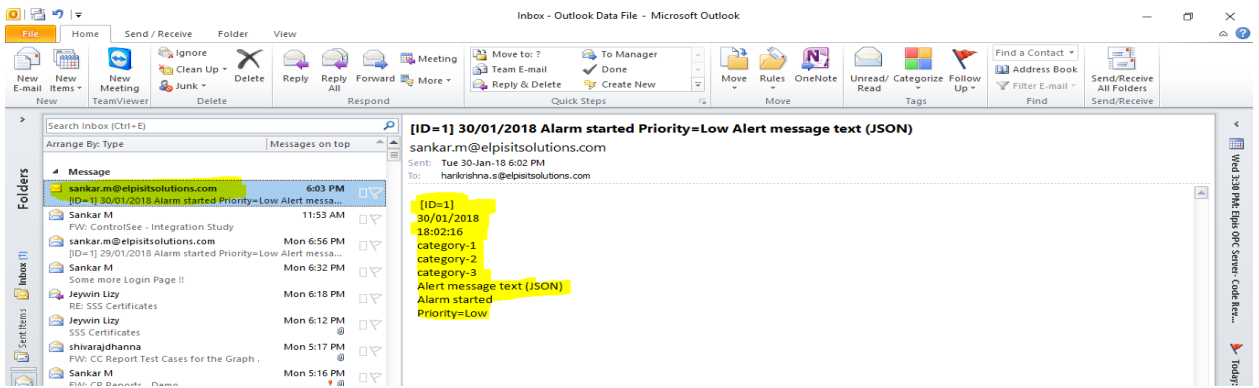 Inbox - Outlook Data File - Microsoft Outlook
File Home Send / Receive Folder View
New E-mail
New Items
New
New Meeting
TeamViewer
Ignore
Clean Up
Junk
Delete
Delete
Reply
Reply All
Forward
Meeting
More
Respond
Move to: ?
Team E-mail
Reply & Delete
To Manager
Done
Create New
Quick Steps
Move
Rules
OneNote
Move
Unread/ Read
Categorize
Follow Up
Tags
Find a Contact
Address Book
Filter E-mail
Find
Send/Receive All Folders
Send/Receive
Folders
Inbox (1)
Sent Items
Search Inbox (Ctrl+E)
Arrange By: Type Messages on top
Message
sankar.m@elpisitsolutions.com 6:03 PM
[ID=1] 30/01/2018 Alarm started Priority=Low Alert messa...
Sankar M 11:53 AM
FW: ControlSee - Integration Study
sankar.m@elpisitsolutions.com Mon 6:56 PM
[ID=1] 29/01/2018 Alarm started Priority=Low Alert messa...
Sankar M Mon 6:32 PM
Some more Login Page !!
Jeywin Lizy Mon 6:18 PM
RE: SSS Certificates
Jeywin Lizy Mon 6:12 PM
SSS Certificates
shivarajdhanna Mon 5:17 PM
FW: CC Report Test Cases for the Graph .
Sankar M Mon 5:16 PM
[ID=1] 30/01/2018 Alarm started Priority=Low Alert message text (JSON)
sankar.m@elpisitsolutions.com
Sent: Tue 30-Jan-18 6:02 PM
To: harikrishna.s@elpisitsolutions.com
[ID=1]
30/01/2018
18:02:16
category-1
category-2
category-3
Alert message text (JSON)
Alarm started
Priority=Low
Wed 3:30 PM: Elpis OPC Server- Code Rev...
Today: